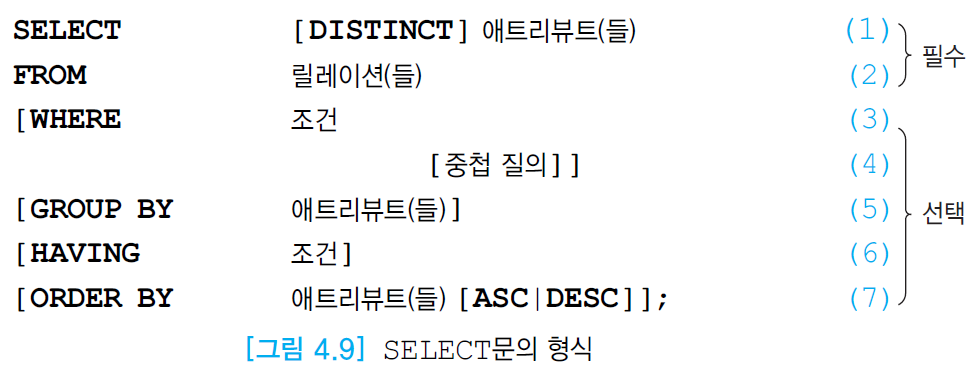 SELECT [DISTINCT] 애트리뷰트(들) (1)
FROM 릴레이션(들) (2) 필수
[WHERE 조건 (3)
[중첩 질의]] (4)
[GROUP BY 애트리뷰트(들)] (5) 선택
[HAVING 조건] (6)
[ORDER BY 애트리뷰트(들) [ASC|DESC]]; (7)
[그림 4.9] SELECT문의 형식